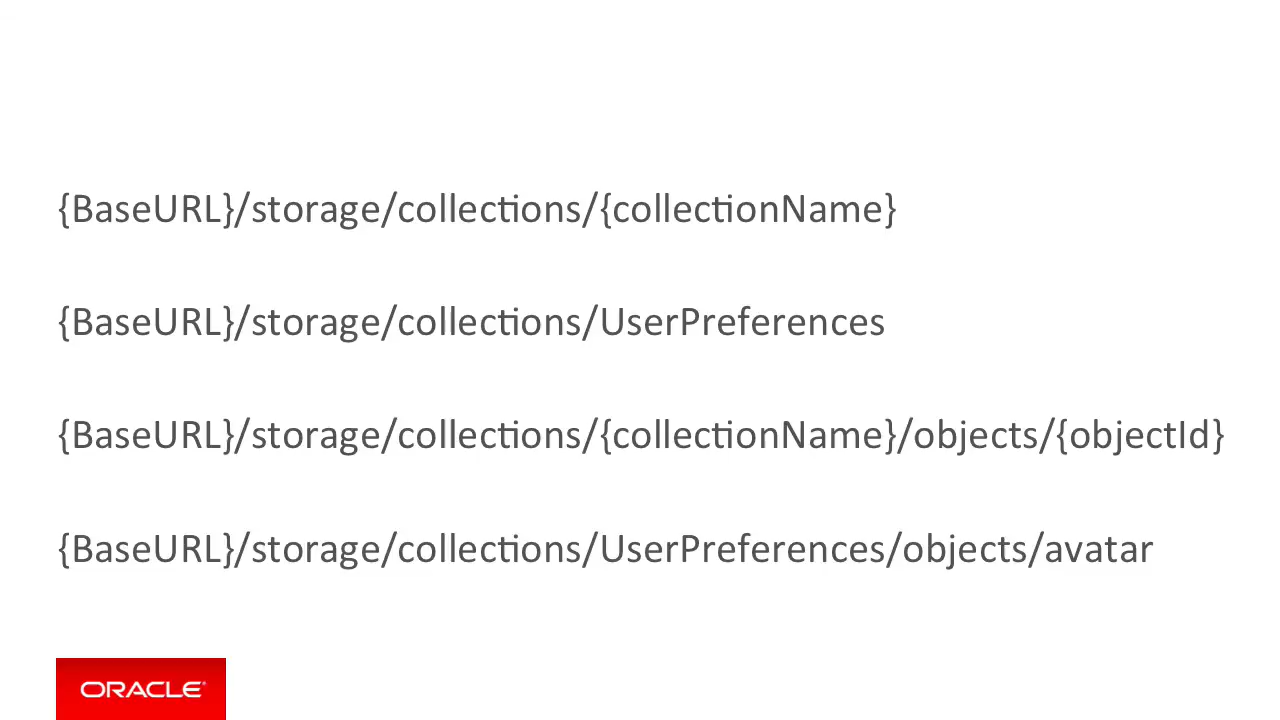 {BaseURL}/storage/collections/{collectionName}
{BaseURL}/storage/collections/UserPreferences
{BaseURL}/storage/collections/{collectionName}/objects/{objectId}
{BaseURL}/storage/collections/UserPreferences/objects/avatar
ORACLE®